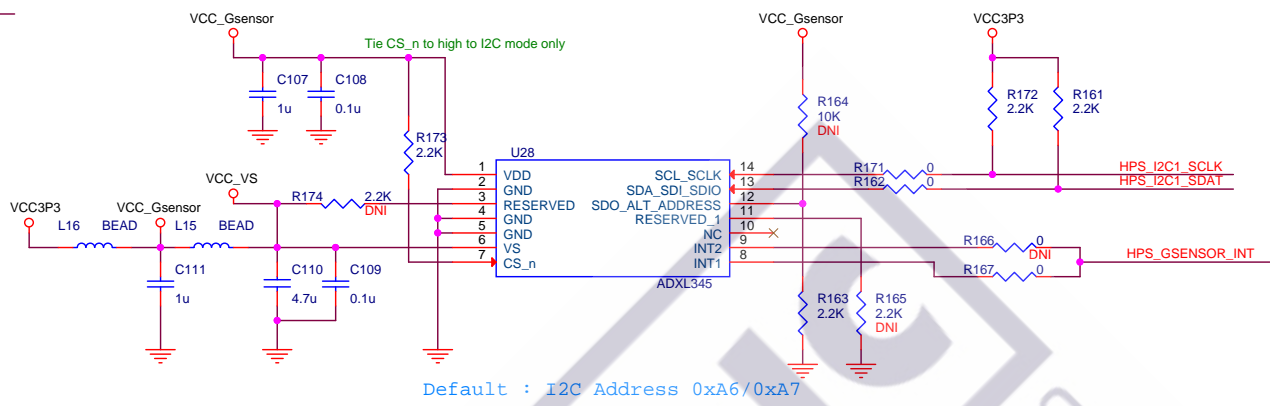 VCC_Gsensor
VCC_Gsensor
VCC3P3
Tie CS_n to high to I2C mode only
C107
1u
C108
0.1u
R164
10K
DNI
R172
2.2K
R161
2.2K
R173
2.2K
U28
1 VDD
2 GND
3 RESERVED
4 GND
5 GND
6 VS
7 CS_n
SCL_SCLK 14
SDA_SDI_SDIO 13
SDO_ALT_ADDRESS 12
RESERVED_1 11
NC 10
INT2 9
INT1 8
ADXL345
R171 0
R162 0
HPS_I2C1_SCLK
HPS_I2C1_SDAT
VCC_VS
R174 2.2K
DNI
VCC3P3
VCC_Gsensor
L16 BEAD
L15 BEAD
C111
1u
C110
4.7u
C109
0.1u
R166 0
DNI
R167 0
HPS_GSENSOR_INT
R163
2.2K
R165
2.2K
DNI
Default : I2C Address 0xA6/0xA7